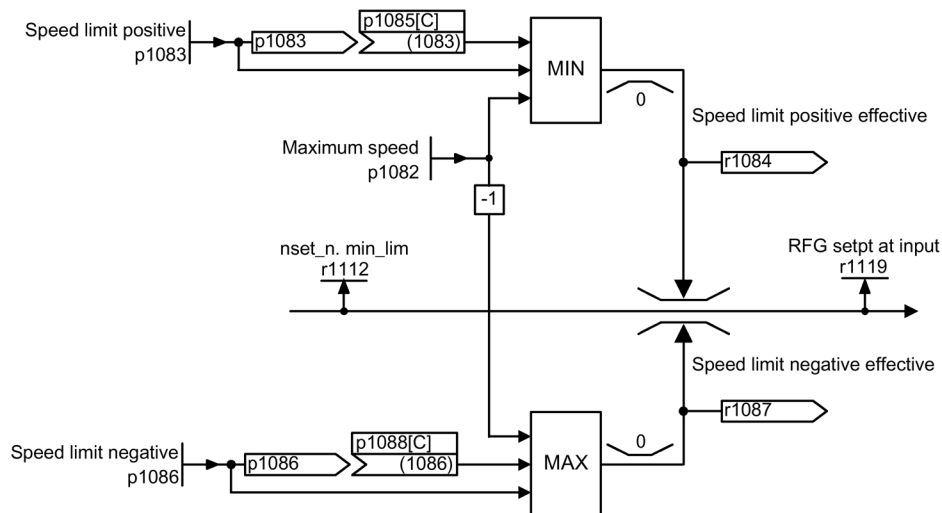 p1085[C]
Speed limit positive
p1083
p1083
(1083)
MIN
0
Speed limit positive effective
Maximum speed
p1082
r1084
-1
nset_n. min_lim
r1112
RFG setpt at input
r1119
Speed limit negative effective
r1087
p1088[C]
Speed limit negative
p1086
p1086
(1086)
MAX
0